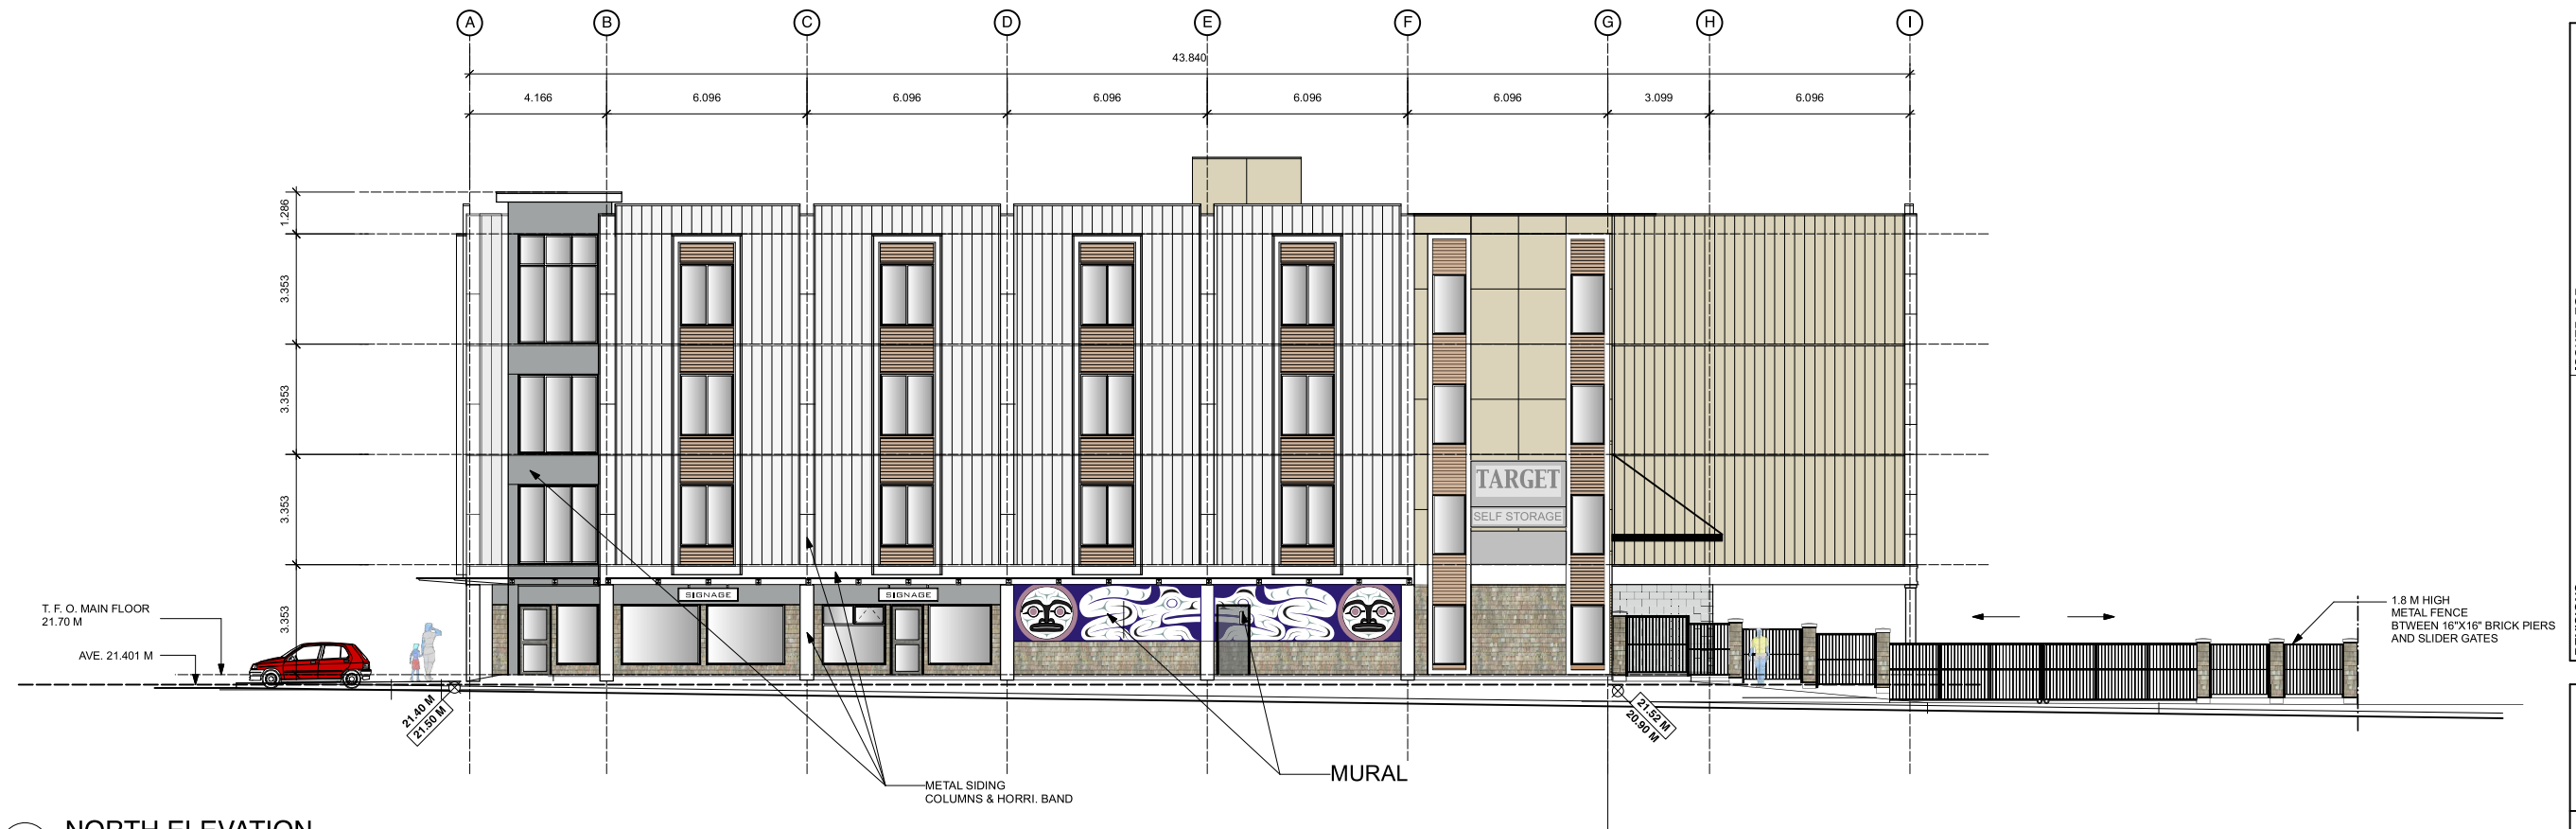 A B C D E F G H I
43.840
4.166 6.096 6.096 6.096 6.096 6.096 3.099 6.096
1.286
3.353
3.353
3.353
3.353
TARGET
SELF STORAGE
SIGNAGE SIGNAGE
T. F. O. MAIN FLOOR
21.70 M
AVE. 21.401 M
21.40 M
21.50 M
21.52 M
20.90 M
1.8 M HIGH
METAL FENCE
BTWEEN 16"X16" BRICK PIERS
AND SLIDER GATES
MURAL
METAL SIDING
COLUMNS & HORRI. BAND
NORTH ELEVATION